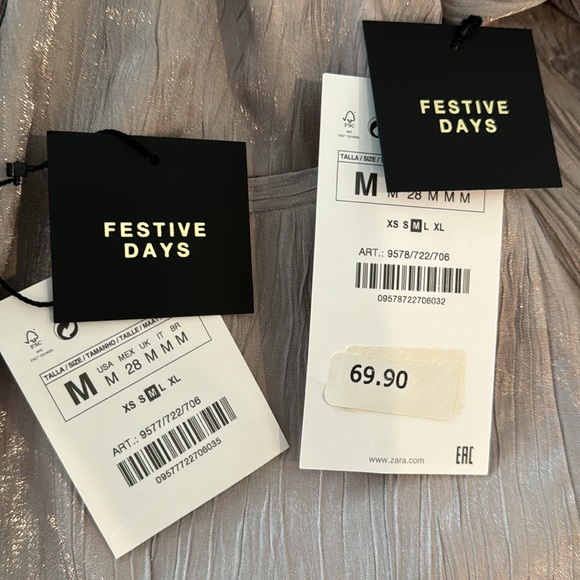 FESTIVE
DAYS
TALLA / SIZE / TAMANHO / TAILLE /
USA MEX UK IT BR
M M 28 M M M
XS S M L XL
ART.: 9577/722/706
09577722706035
FESTIVE
DAYS
FSC
TALLA / SIZE /
M M 28 M M M
XS S M L XL
ART.: 9578/722/706
09578722706032
69.90
www.zara.com
EAC